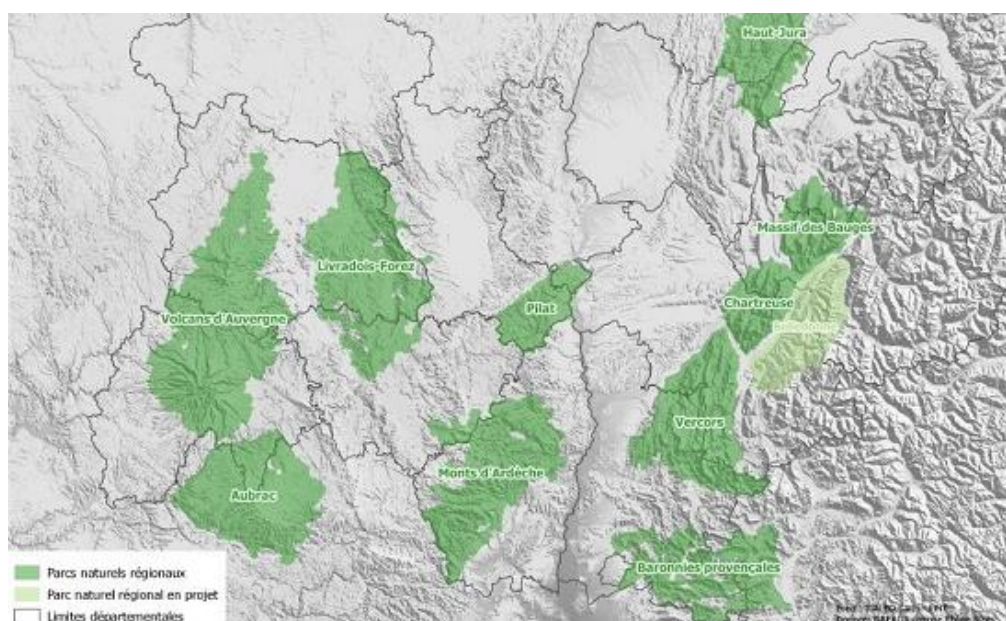 Haut-Jura
Massif des Bauges
Livradois-Forez
Chartreuse
Pilat
Volcans d'Auvergne
Vercors
Monts d'Ardèche
Aubrac
Baronnies provençales
Parcs naturels régionaux
Parc naturel régional en projet
Limites départementales